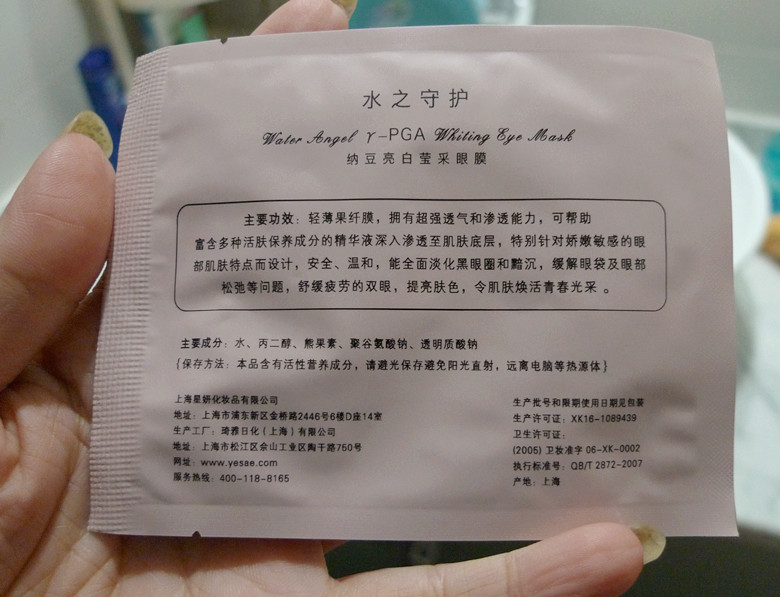 水之守护
Water Angel γ-PGA Whiting Eye Mask
纳豆亮白莹采眼膜
主要功效：轻薄果纤膜，拥有超强透气和渗透能力，可帮助
富含多种活肤保养成分的精华液深入渗透至肌肤底层，特别针对娇嫩敏感的眼
部肌肤特点而设计，安全、温和，能全面淡化黑眼圈和黯沉，缓解眼袋及眼部
松弛等问题，舒缓疲劳的双眼，提亮肤色，令肌肤焕活青春光采。
主要成分：水、丙二醇、熊果素、聚谷氨酸钠、透明质酸钠
{保存方法：本品含有活性营养成分，请避光保存避免阳光直射，远离电脑等热源体}
上海星妍化妆品有限公司
地址：上海市浦东新区金桥路2446号6楼D座14室
生产工厂：琦雅日化（上海）有限公司
地址：上海市松江区佘山工业区陶干路750号
网址：www.yesae.com
服务热线：400-118-8165
生产批号和限期使用日期见包装
生产许可证：XK16-1089439
卫生许可证：
(2005) 卫妆准字 06-XK-0002
执行标准号：QB/T 2872-2007
产地：上海